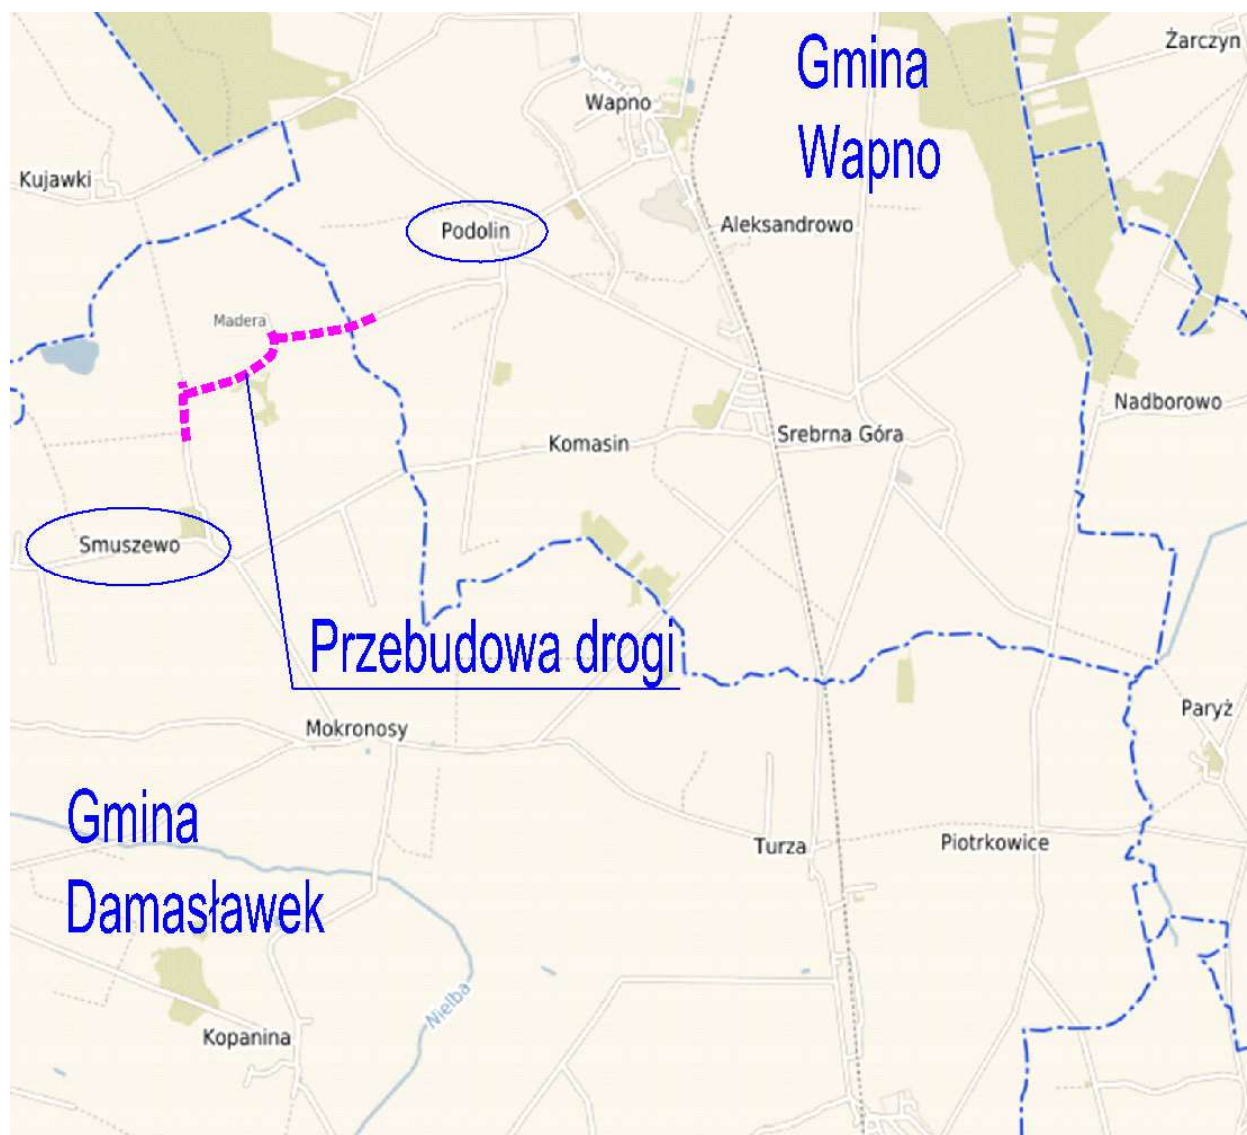 Gmina
Wapno
Żarczyn
Wapno
Kujawki
Podolin
Aleksandrowo
Madera
Nadborowo
Srebrna Góra
Komasin
Smuszewo
Przebudowa drogi
Paryż
Mokronosy
Gmina
Damasławek
Turza
Piotrkowice
Nielba
Kopanina